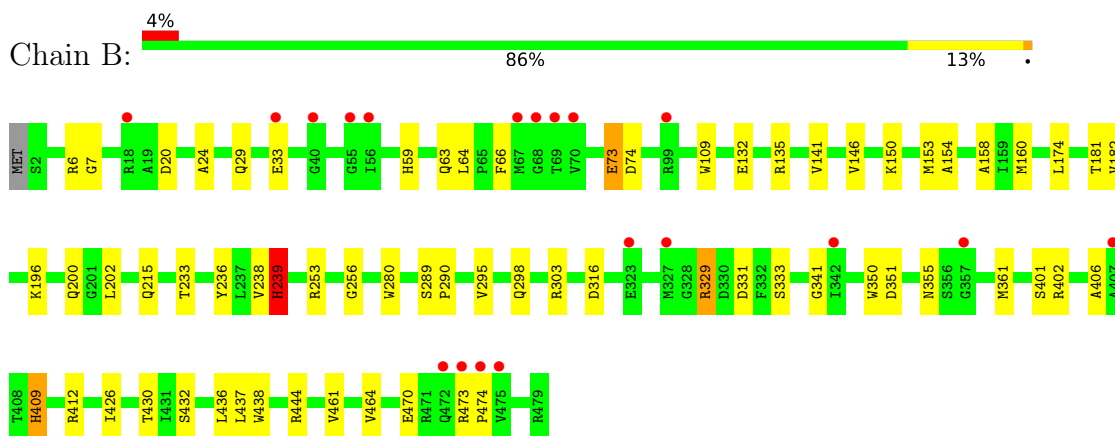 4%
Chain B:
86% 13% •
MET S2 R6 G7 R18 A19 D20 A24 Q29 E33 G40 G55 I56 H59 Q63 L64 P65 F66 M67 G68 T69 V70 E73 D74 R99 W109 E132 R135 V141 V146 K150 M153 A154 A158 I159 M160 L174 T181
K196 Q200 G201 L202 Q215 T233 Y236 L237 V238 H239 R253 G256 W280 S289 P290 V295 Q298 R303 D316 E323 M327 G328 R329 D330 D331 F332 S333 G341 I342 W350 D351 N355 S356 G357 M361 S401 R402 A406 A407
T408 H409 R412 I426 T430 I431 S432 L436 L437 W438 R444 V461 V464 E470 R471 Q472 R473 P474 V475 R479